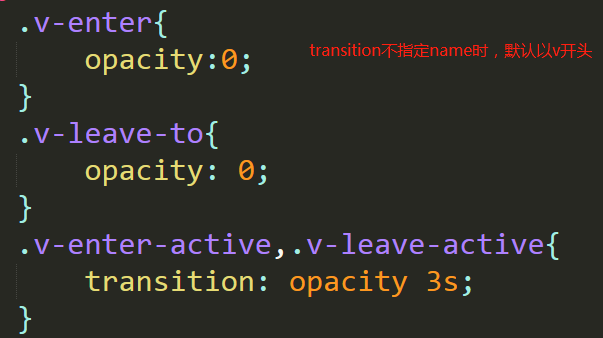 .v-enter{
transition不指定name时，默认以v开头
    opacity:0;
}
.v-leave-to{
    opacity: 0;
}
.v-enter-active,.v-leave-active{
    transition: opacity 3s;
}